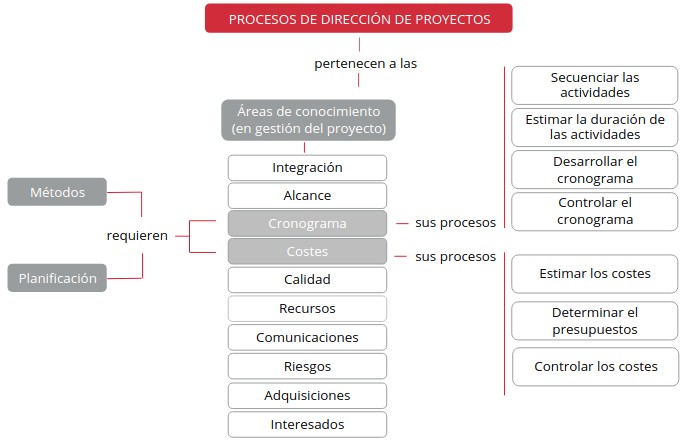 PROCESOS DE DIRECCIÓN DE PROYECTOS
pertenecen a las
Áreas de conocimiento
(en gestión del proyecto)
Integración
Alcance
Cronograma
Costes
Calidad
Recursos
Comunicaciones
Riesgos
Adquisiciones
Interesados
Métodos
requieren
Planificación
sus procesos
Secuenciar las
actividades
Estimar la duración de
las actividades
Desarrollar el
cronograma
Controlar el
cronograma
sus procesos
Estimar los costes
Determinar el
presupuestos
Controlar los costes